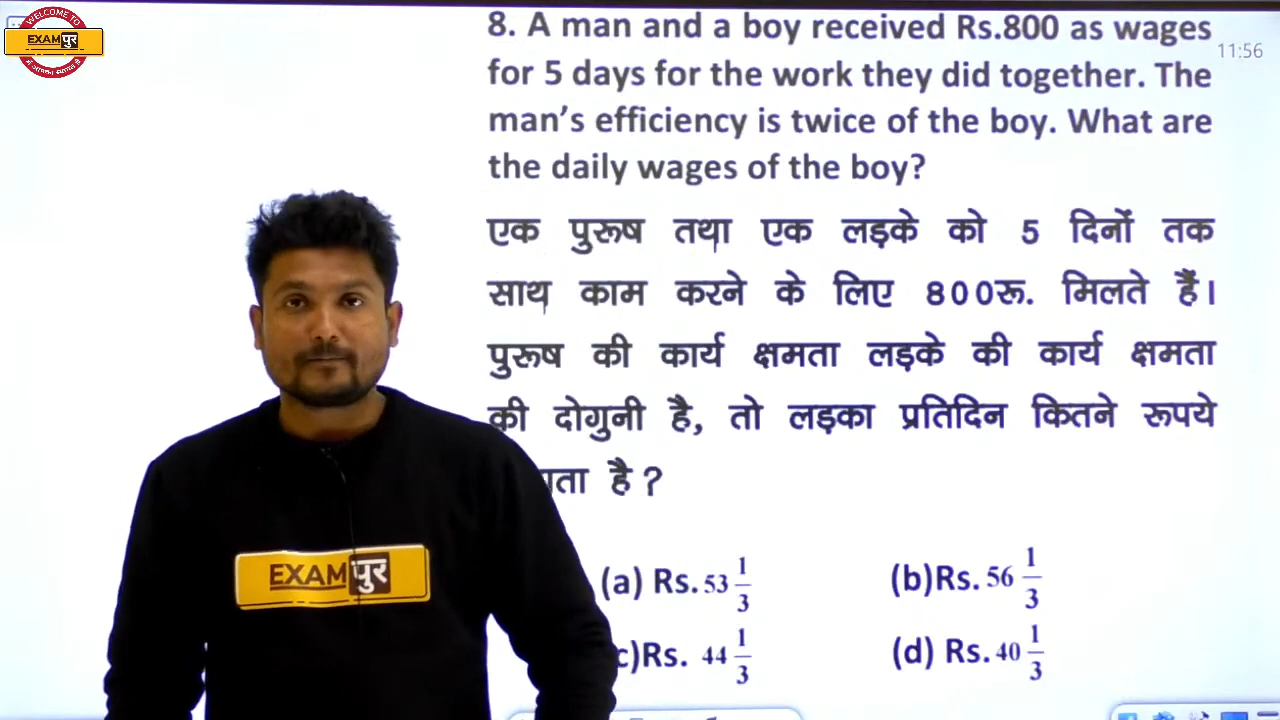 WELCOME TO
EXAMपुर
8. A man and a boy received Rs.800 as wages
11:56
for 5 days for the work they did together. The
man's efficiency is twice of the boy. What are
the daily wages of the boy?
एक पुरूष तथा एक लड़के को 5 दिनों तक
साथ काम करने के लिए 800रू. मिलते हैं।
पुरूष की कार्य क्षमता लड़के की कार्य क्षमता
की दोगुनी है, तो लड़का प्रतिदिन कितने रूपये
है ?
(a) Rs. 53 1/3
(b)Rs. 56 1/3
EXAMपुर
c)Rs. 44 1/3
(d) Rs. 40 1/3